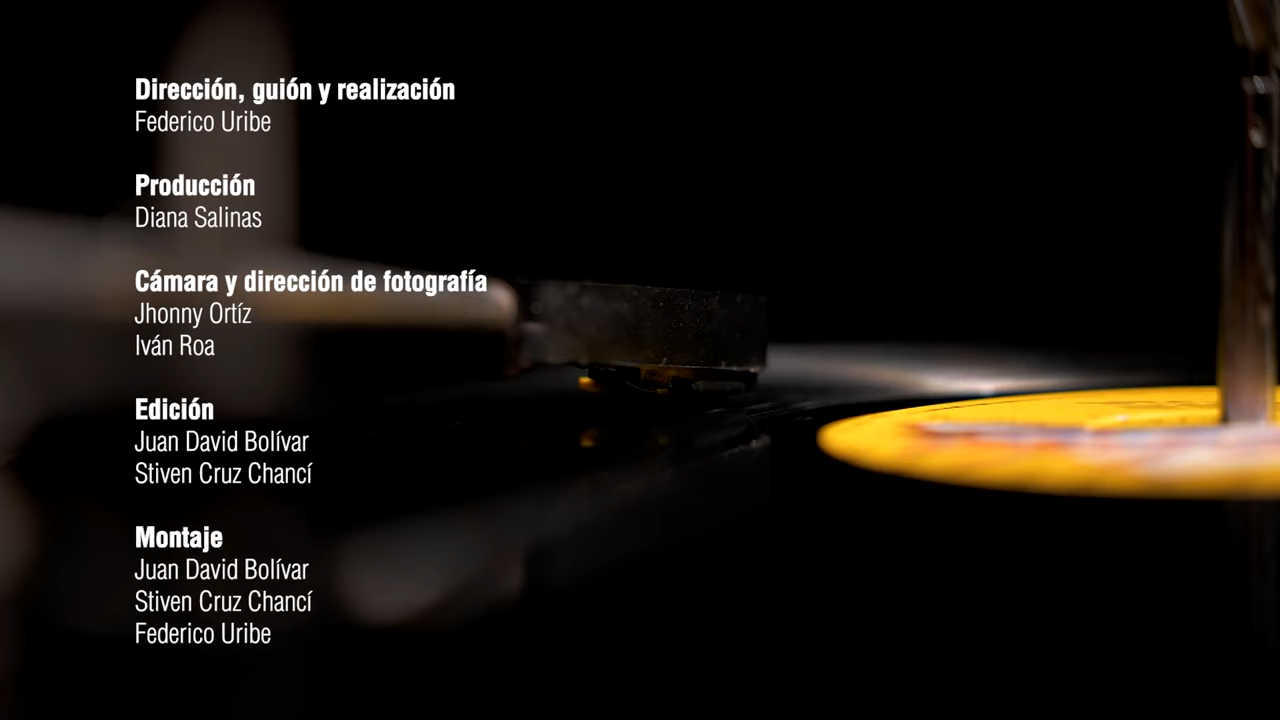 Dirección, guión y realización
Federico Uribe
Producción
Diana Salinas
Cámara y dirección de fotografía
Jhonny Ortíz
Iván Roa
Edición
Juan David Bolívar
Stiven Cruz Chancí
Montaje
Juan David Bolívar
Stiven Cruz Chancí
Federico Uribe